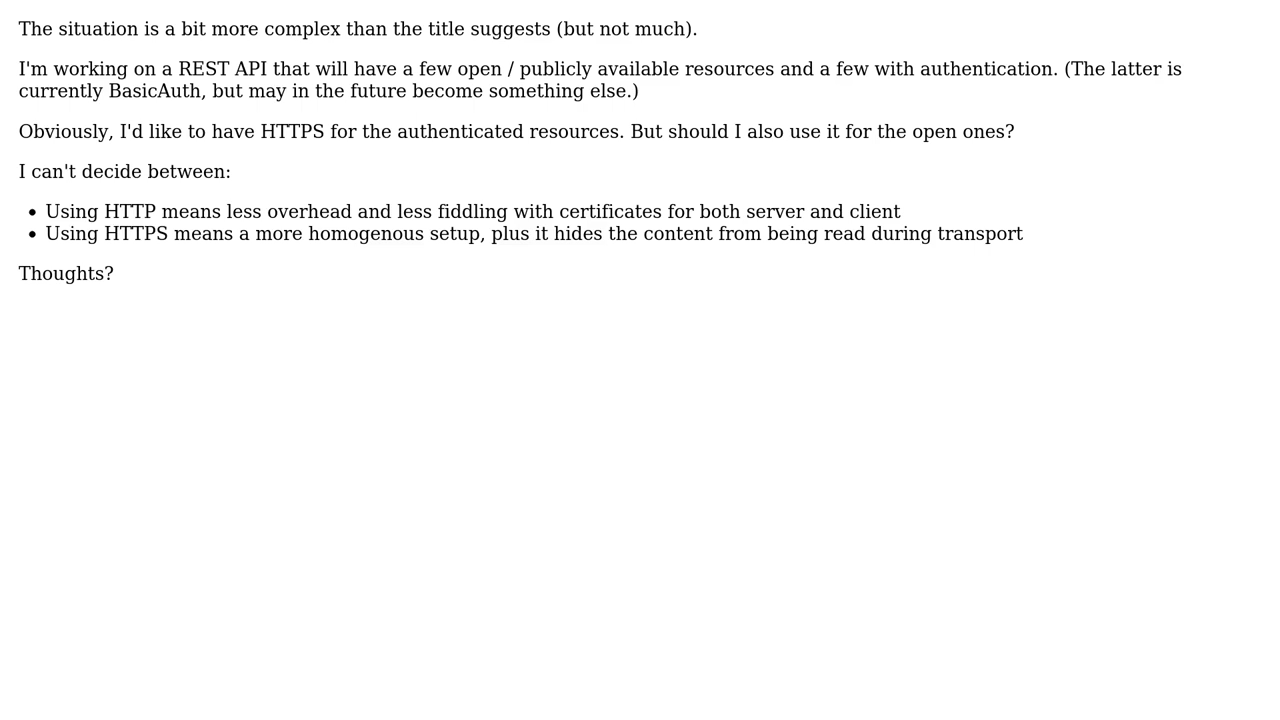 The situation is a bit more complex than the title suggests (but not much).
I'm working on a REST API that will have a few open / publicly available resources and a few with authentication. (The latter is
currently BasicAuth, but may in the future become something else.)
Obviously, I'd like to have HTTPS for the authenticated resources. But should I also use it for the open ones?
I can't decide between:
• Using HTTP means less overhead and less fiddling with certificates for both server and client
• Using HTTPS means a more homogenous setup, plus it hides the content from being read during transport
Thoughts?